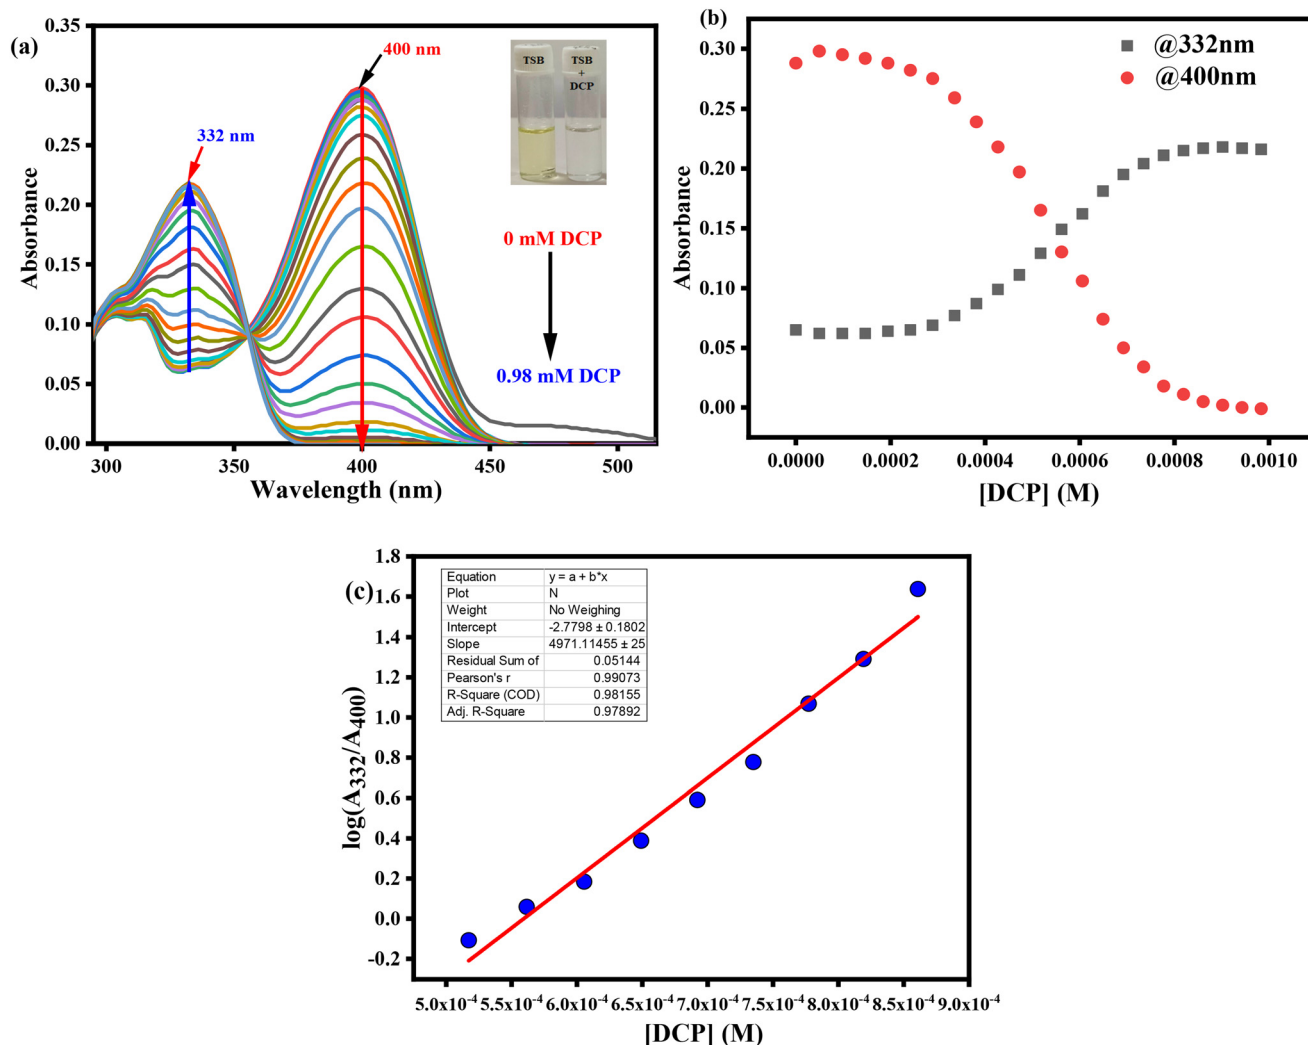 (a)
400 nm
332 nm
TSB
TSB
+
DCP
0 mM DCP
0.98 mM DCP
Absorbance
0.35
0.30
0.25
0.20
0.15
0.10
0.05
0.00
300
350
400
450
500
Wavelength (nm)
(b)
@332nm
@400nm
Absorbance
0.30
0.20
0.15
0.10
0.05
0.00
0.0000
0.0002
0.0004
0.0006
0.0008
0.0010
[DCP] (M)
(c)
Equation y = a + b*x
Plot N
Weight No Weighing
Intercept -2.7798 ± 0.1802
Slope 4971.11455 ± 25
Residual Sum of 0.05144
Pearson's r 0.99073
R-Square (COD) 0.98155
Adj. R-Square 0.97892
log(A332/A400)
1.8
1.6
1.4
1.2
1.0
0.8
0.6
0.4
0.2
0.0
-0.2
5.0x10⁻⁴
5.5x10⁻⁴
6.0x10⁻⁴
6.5x10⁻⁴
7.0x10⁻⁴
7.5x10⁻⁴
8.0x10⁻⁴
8.5x10⁻⁴
9.0x10⁻⁴
[DCP] (M)